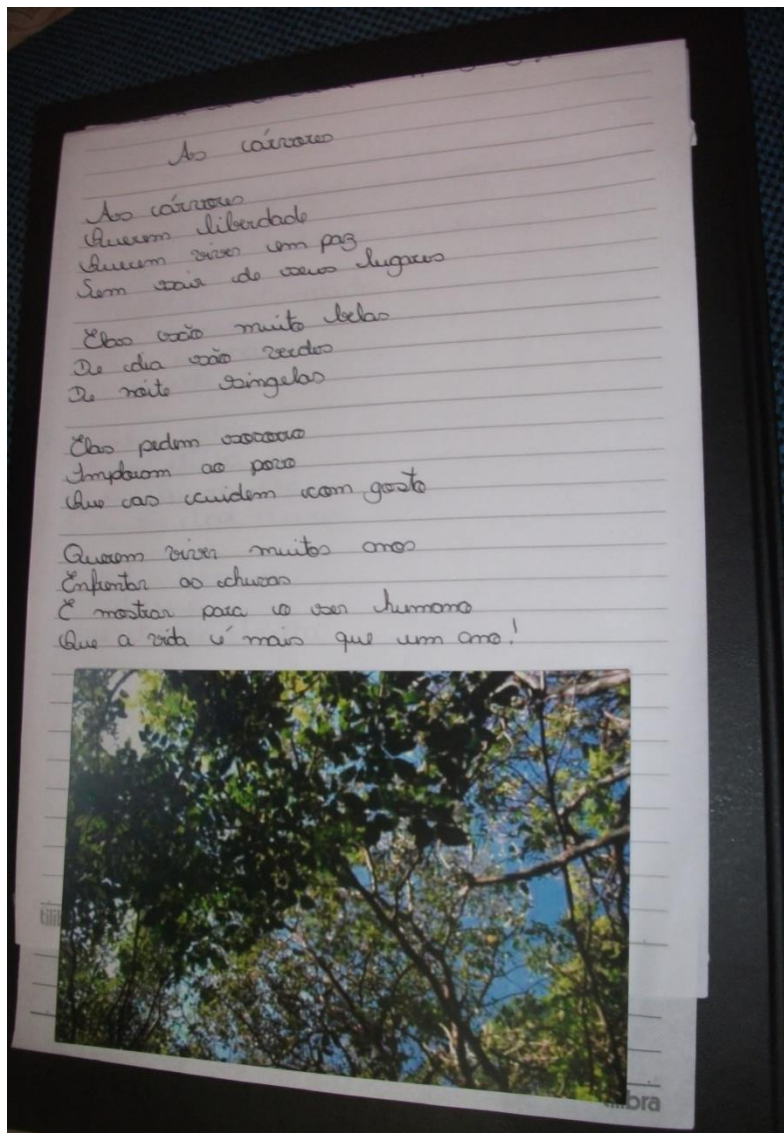 As árvores
As árvores
Querem liberdade
Querem viver em paz
Sem sair de seus lugares
Elas são muito belas
De dia são verdes
De noite singelas
Elas pedem socorro
Imploram ao povo
Que as cuidem com gosto
Querem viver muitos anos
Enfrentar as chuvas
E mostrar para o ser humano
Que a vida é mais que um ano!
tili
ilibra